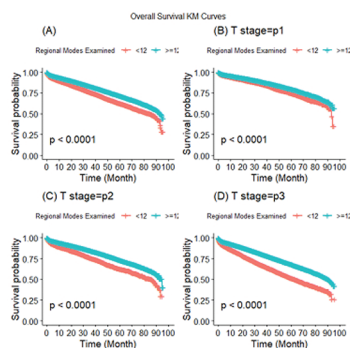 Overall Survival KM Curves
(A)
Regional Modes Examined <12 >=12
Survival probability
1.00
0.75
0.50
0.25
0.00
p < 0.0001
0 10 20 30 40 50 60 70 80 90 100
Time (Month)
(B) T stage=p1
Regional Modes Examined <12 >=12
Survival probability
1.00
0.75
0.50
0.25
0.00
p < 0.0001
0 10 20 30 40 50 60 70 80 90 100
Time (Month)
(C) T stage=p2
Regional Modes Examined <12 >=12
Survival probability
1.00
0.75
0.50
0.25
0.00
p < 0.0001
0 10 20 30 40 50 60 70 80 90 100
Time (Month)
(D) T stage=p3
Regional Modes Examined <12 >=12
Survival probability
1.00
0.75
0.50
0.25
0.00
p < 0.0001
0 10 20 30 40 50 60 70 80 90 100
Time (Month)